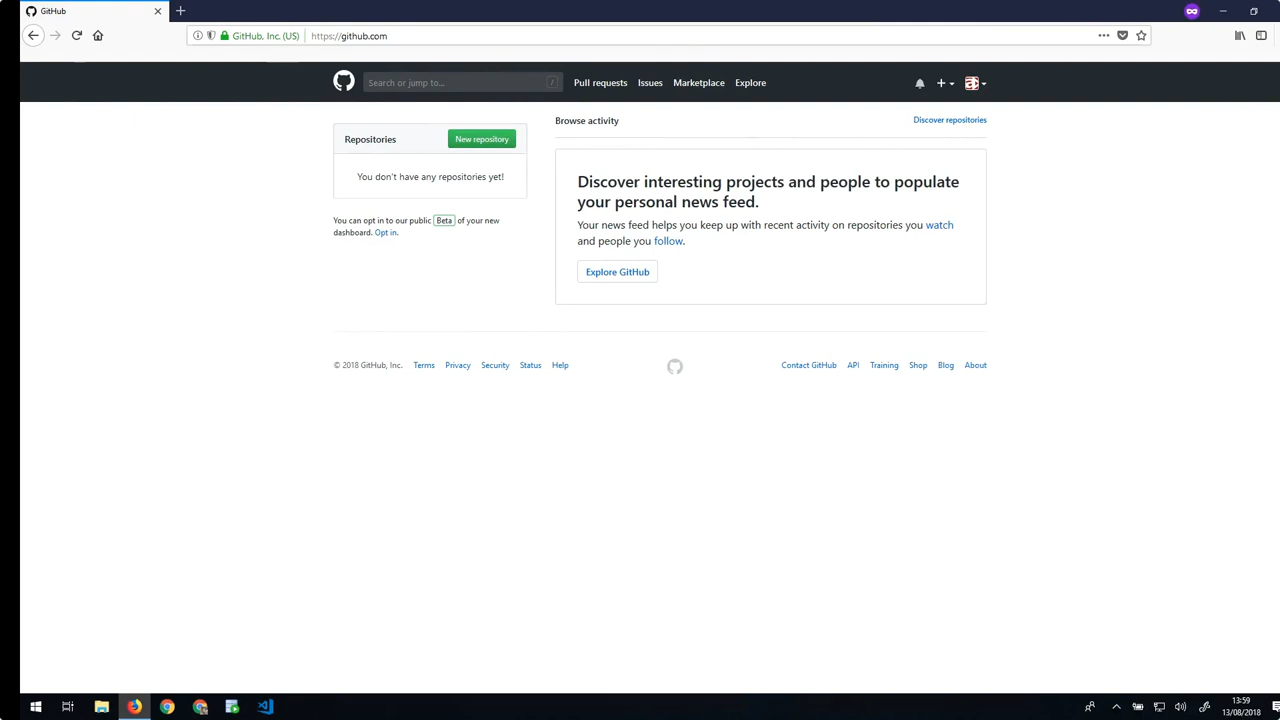 GitHub
GitHub, Inc. (US)
https://github.com
Search or jump to...
/
Pull requests
Issues
Marketplace
Explore
Repositories
New repository
You don't have any repositories yet!
You can opt in to our public Beta of your new
dashboard. Opt in.
Browse activity
Discover repositories
Discover interesting projects and people to populate
your personal news feed.
Your news feed helps you keep up with recent activity on repositories you watch
and people you follow.
Explore GitHub
© 2018 GitHub, Inc.
Terms
Privacy
Security
Status
Help
Contact GitHub
API
Training
Shop
Blog
About
13:59
13/08/2018